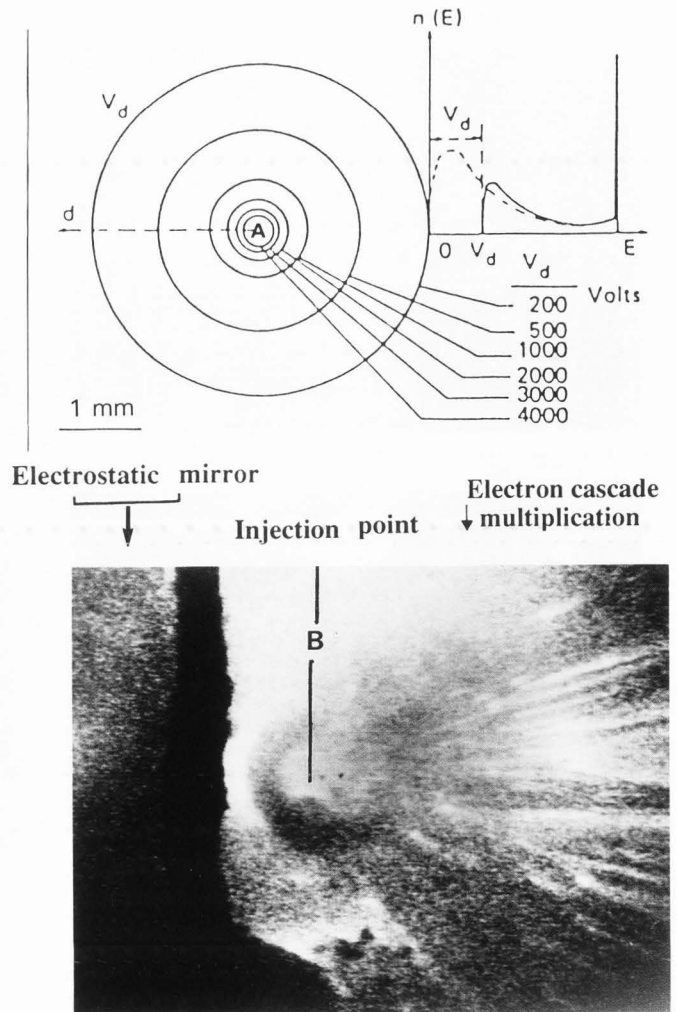 n (E)
V_d
V_d
d
A
0 V_d E
V_d
Volts
200
500
1000
2000
3000
4000
1 mm
Electrostatic mirror
Injection point
Electron cascade
multiplication
B